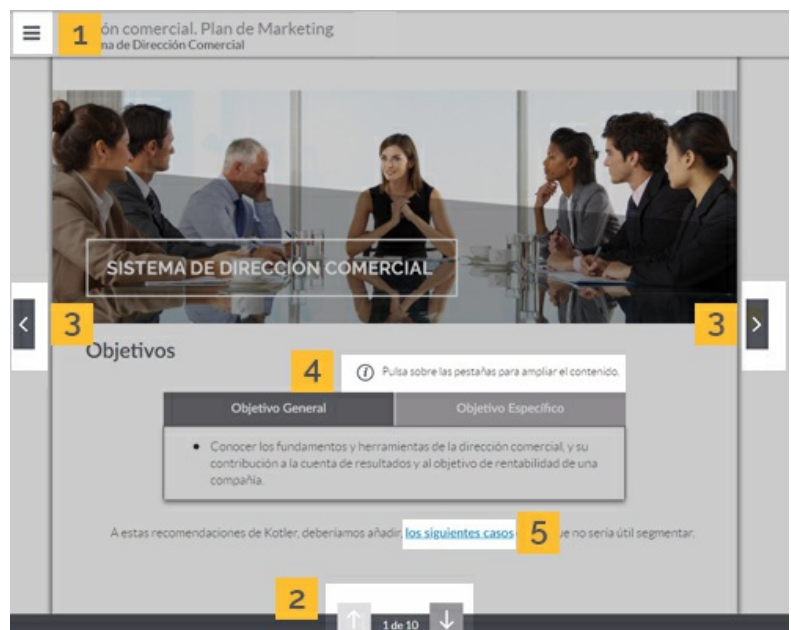 1
ón comercial. Plan de Marketing
ma de Dirección Comercial
SISTEMA DE DIRECCIÓN COMERCIAL
3
3
Objetivos
4
Pulsa sobre las pestañas para ampliar el contenido.
Objetivo General
Objetivo Específico
• Conocer los fundamentos y herramientas de la dirección comercial, y su
contribución a la cuenta de resultados y al objetivo de rentabilidad de una
compañía.
A estas recomendaciones de Kotler, deberíamos añadir, los siguientes casos 5 ue no sería útil segmentar.
2
1 de 10